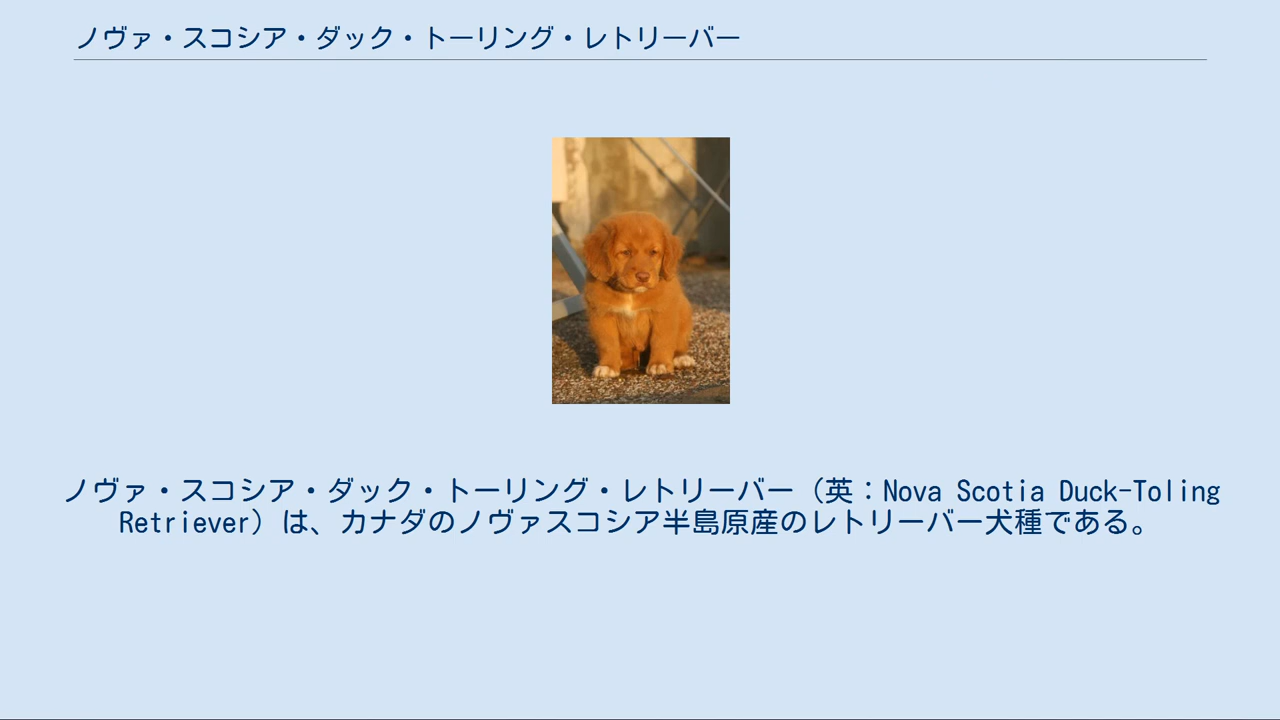 ノヴァ・スコシア・ダック・トーリング・レトリーバー
ノヴァ・スコシア・ダック・トーリング・レトリーバー（英：Nova Scotia Duck-Toling
Retriever）は、カナダのノヴァスコシア半島原産のレトリーバー犬種である。